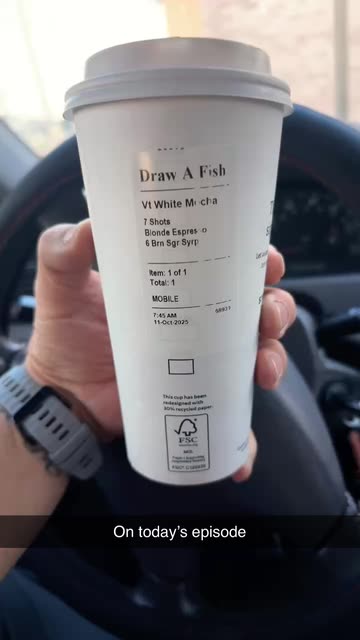 Draw A Fish
Vt White Mocha
7 Shots
Blonde Espresso
6 Brn Sgr Syrp
Item: 1 of 1
Total: 1
MOBILE
7:45 AM
11-Oct-2025
This cup has been
redesigned with
30% recycled paper.
FSC
MIX
On today's episode